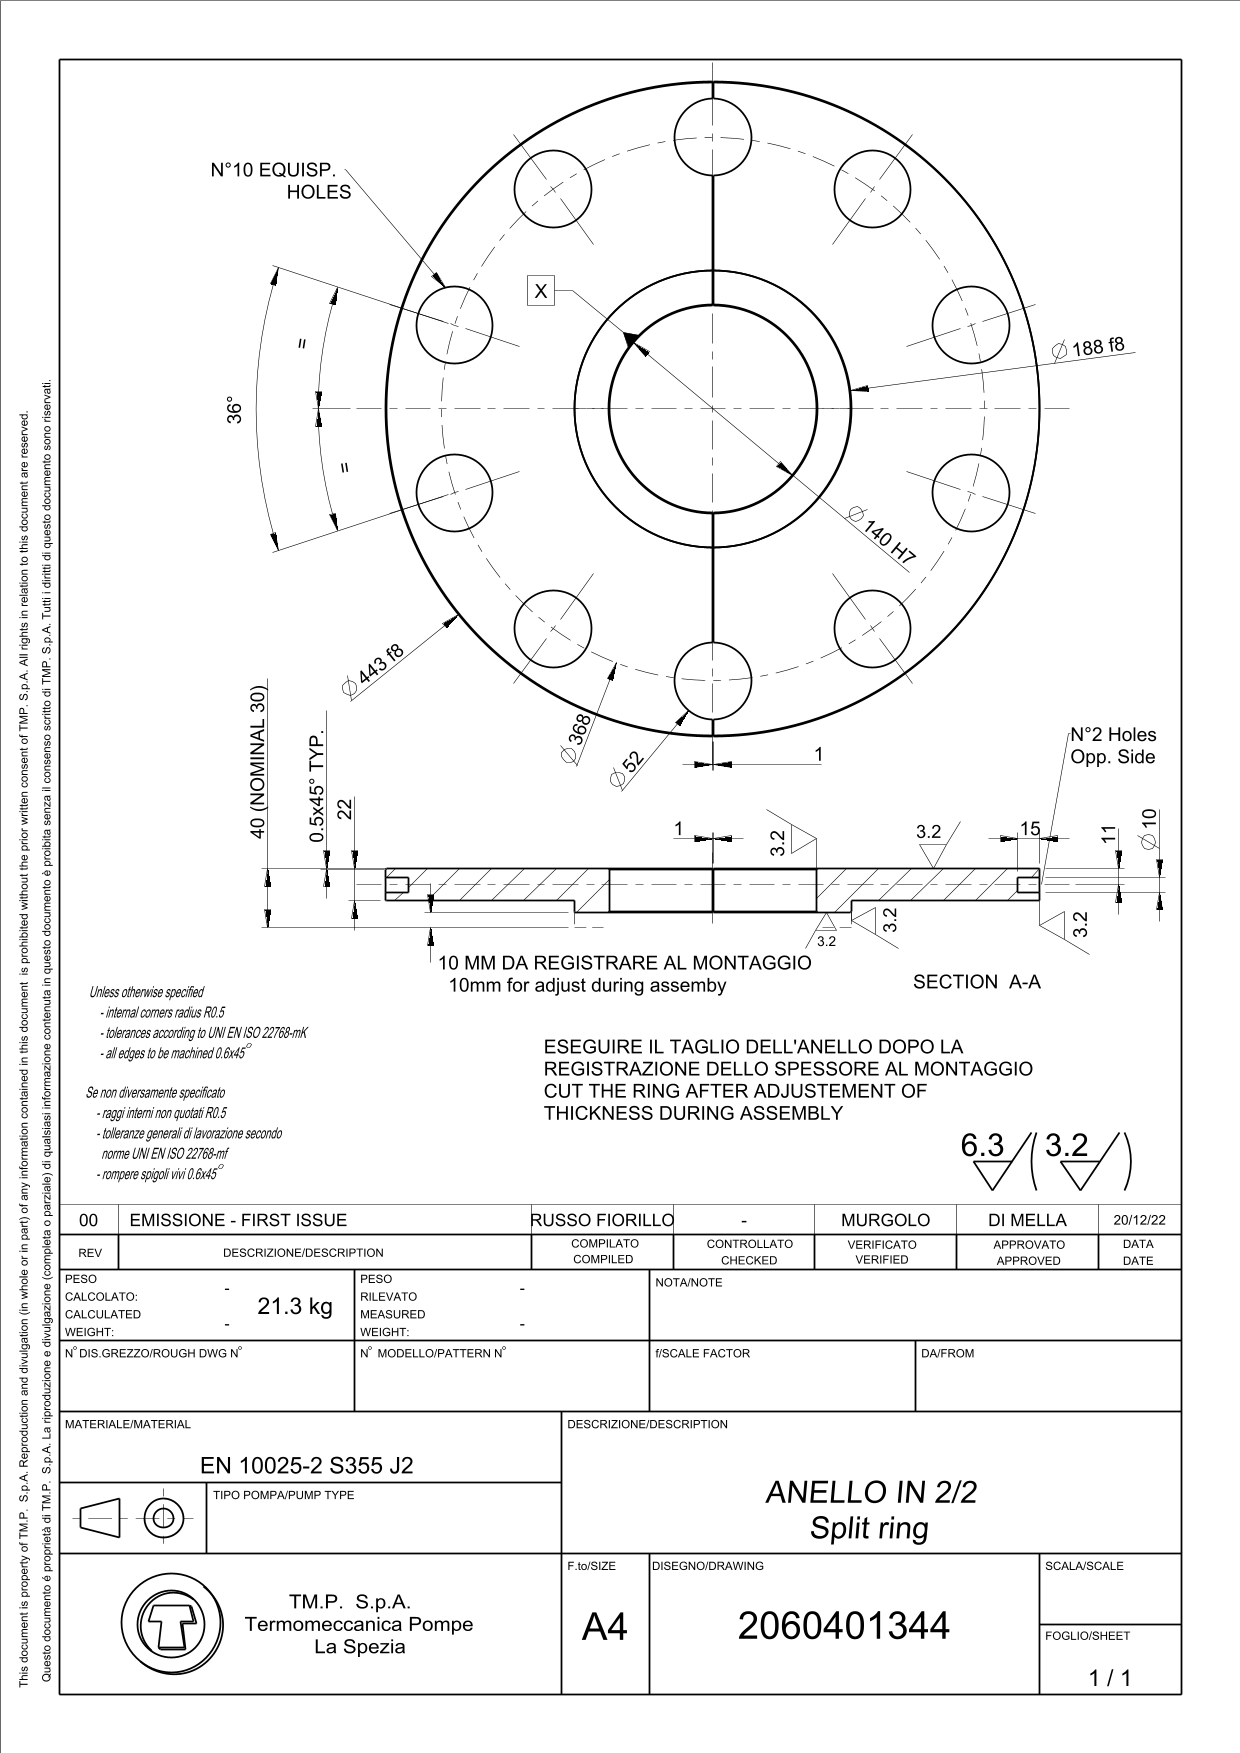 N°10 EQUISP.
HOLES
X
⌀ 188 f8
=
36°
=
⌀ 140 H7
⌀ 443 f8
⌀ 368
⌀ 52
1
40 (NOMINAL 30)
0.5x45° TYP.
22
N°2 Holes
Opp. Side
1
3.2
3.2
15
11
⌀ 10
3.2
3.2
3.2
10 MM DA REGISTRARE AL MONTAGGIO
10mm for adjust during assemby
SECTION A-A
Unless otherwise specified
- internal corners radius R0.5
- tolerances according to UNI EN ISO 22768-mK
- all edges to be machined 0.6x45°
Se non diversamente specificato
- raggi interni non quotati R0.5
- tolleranze generali di lavorazione secondo
norme UNI EN ISO 22768-mf
- rompere spigoli vivi 0.6x45°
ESEGUIRE IL TAGLIO DELL'ANELLO DOPO LA
REGISTRAZIONE DELLO SPESSORE AL MONTAGGIO
CUT THE RING AFTER ADJUSTEMENT OF
THICKNESS DURING ASSEMBLY
6.3 ( 3.2 )
00 EMISSIONE - FIRST ISSUE RUSSO FIORILLO - MURGOLO DI MELLA 20/12/22
REV DESCRIZIONE/DESCRIPTION COMPILATO CONTROLLATO VERIFICATO APPROVATO DATA
COMPILED CHECKED VERIFIED APPROVED DATE
PESO
CALCOLATO: -
CALCULATED
WEIGHT: -
21.3 kg
PESO
RILEVATO -
MEASURED
WEIGHT: -
NOTA/NOTE
N° DIS.GREZZO/ROUGH DWG N°
N° MODELLO/PATTERN N°
f/SCALE FACTOR
DA/FROM
MATERIALE/MATERIAL
EN 10025-2 S355 J2
DESCRIZIONE/DESCRIPTION
ANELLO IN 2/2
Split ring
TIPO POMPA/PUMP TYPE
TM.P. S.p.A.
Termomeccanica Pompe
La Spezia
F.to/SIZE
A4
DISEGNO/DRAWING
2060401344
SCALA/SCALE
FOGLIO/SHEET
1 / 1
This document is property of TM.P. S.p.A. Reproduction and divulgation (in whole or in part) of any information contained in this document is prohibited without the prior written consent of TMP. S.p.A. All rights in relation to this document are reserved.
Questo documento è proprietà di TM.P. S.p.A. La riproduzione e divulgazione (completa o parziale) di qualsiasi informazione contenuta in questo documento è proibita senza il consenso scritto di TMP. S.p.A. Tutti i diritti di questo documento sono riservati.